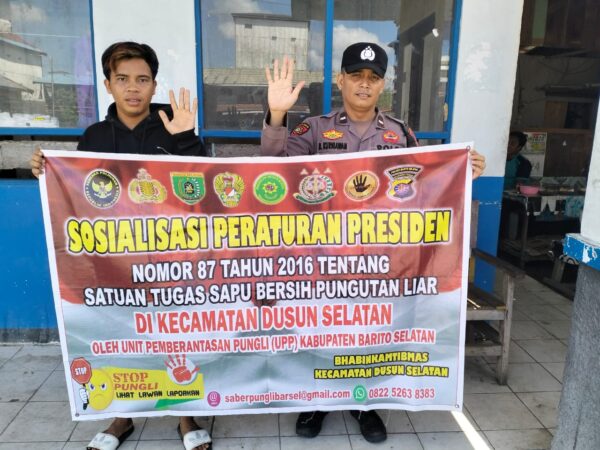 SOSIALISASI PERATURAN PRESIDEN
NOMOR 87 TAHUN 2016 TENTANG
SATUAN TUGAS SAPU BERSIH PUNGUTAN LIAR
DI KECAMATAN DUSUN SELATAN
OLEH UNIT PEMBERANTASAN PUNGLI (UPP) KABUPATEN BARITO SELATAN
BHABINKAMTIBMAS
KECAMATAN DUSUN SELATAN
STOP
STOP
PUNGLI
LIHAT LAWAN LAPORKAN
saberpunglibarsel@gmail.com
0822 5263 8383